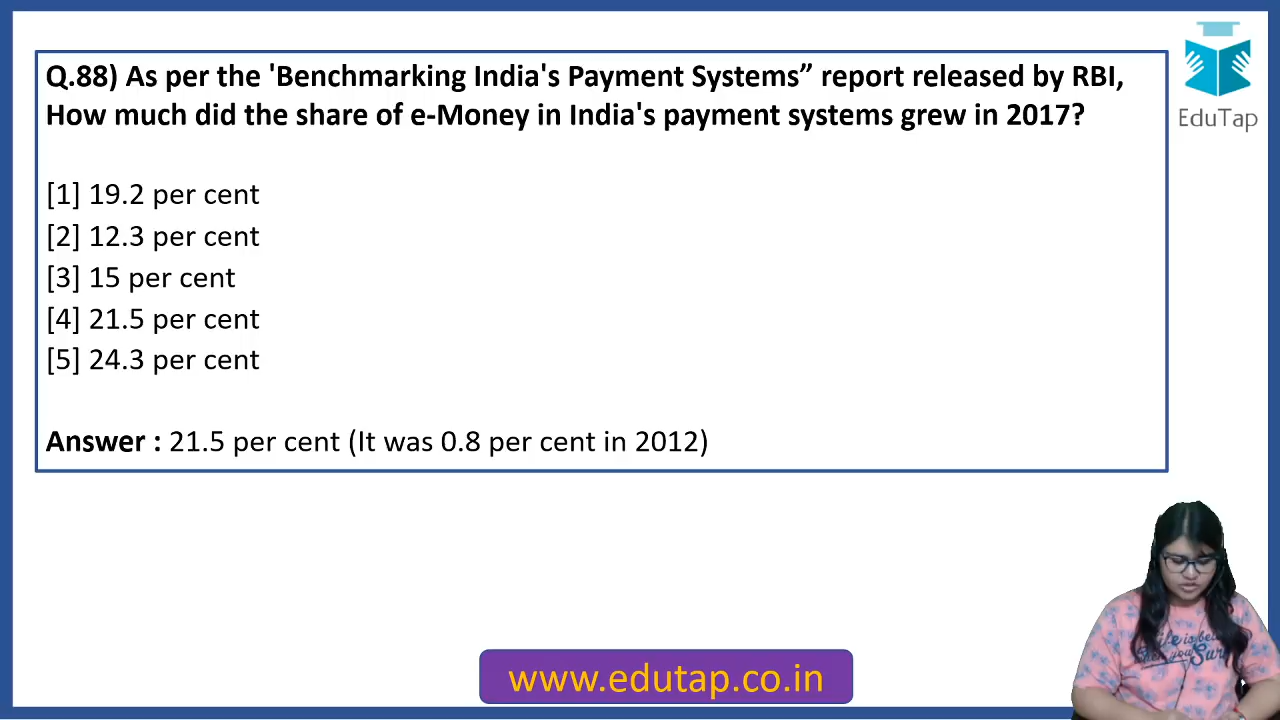 Q.88) As per the 'Benchmarking India's Payment Systems” report released by RBI,
How much did the share of e-Money in India's payment systems grew in 2017?
EduTap
[1] 19.2 per cent
[2] 12.3 per cent
[3] 15 per cent
[4] 21.5 per cent
[5] 24.3 per cent
Answer : 21.5 per cent (It was 0.8 per cent in 2012)
www.edutap.co.in